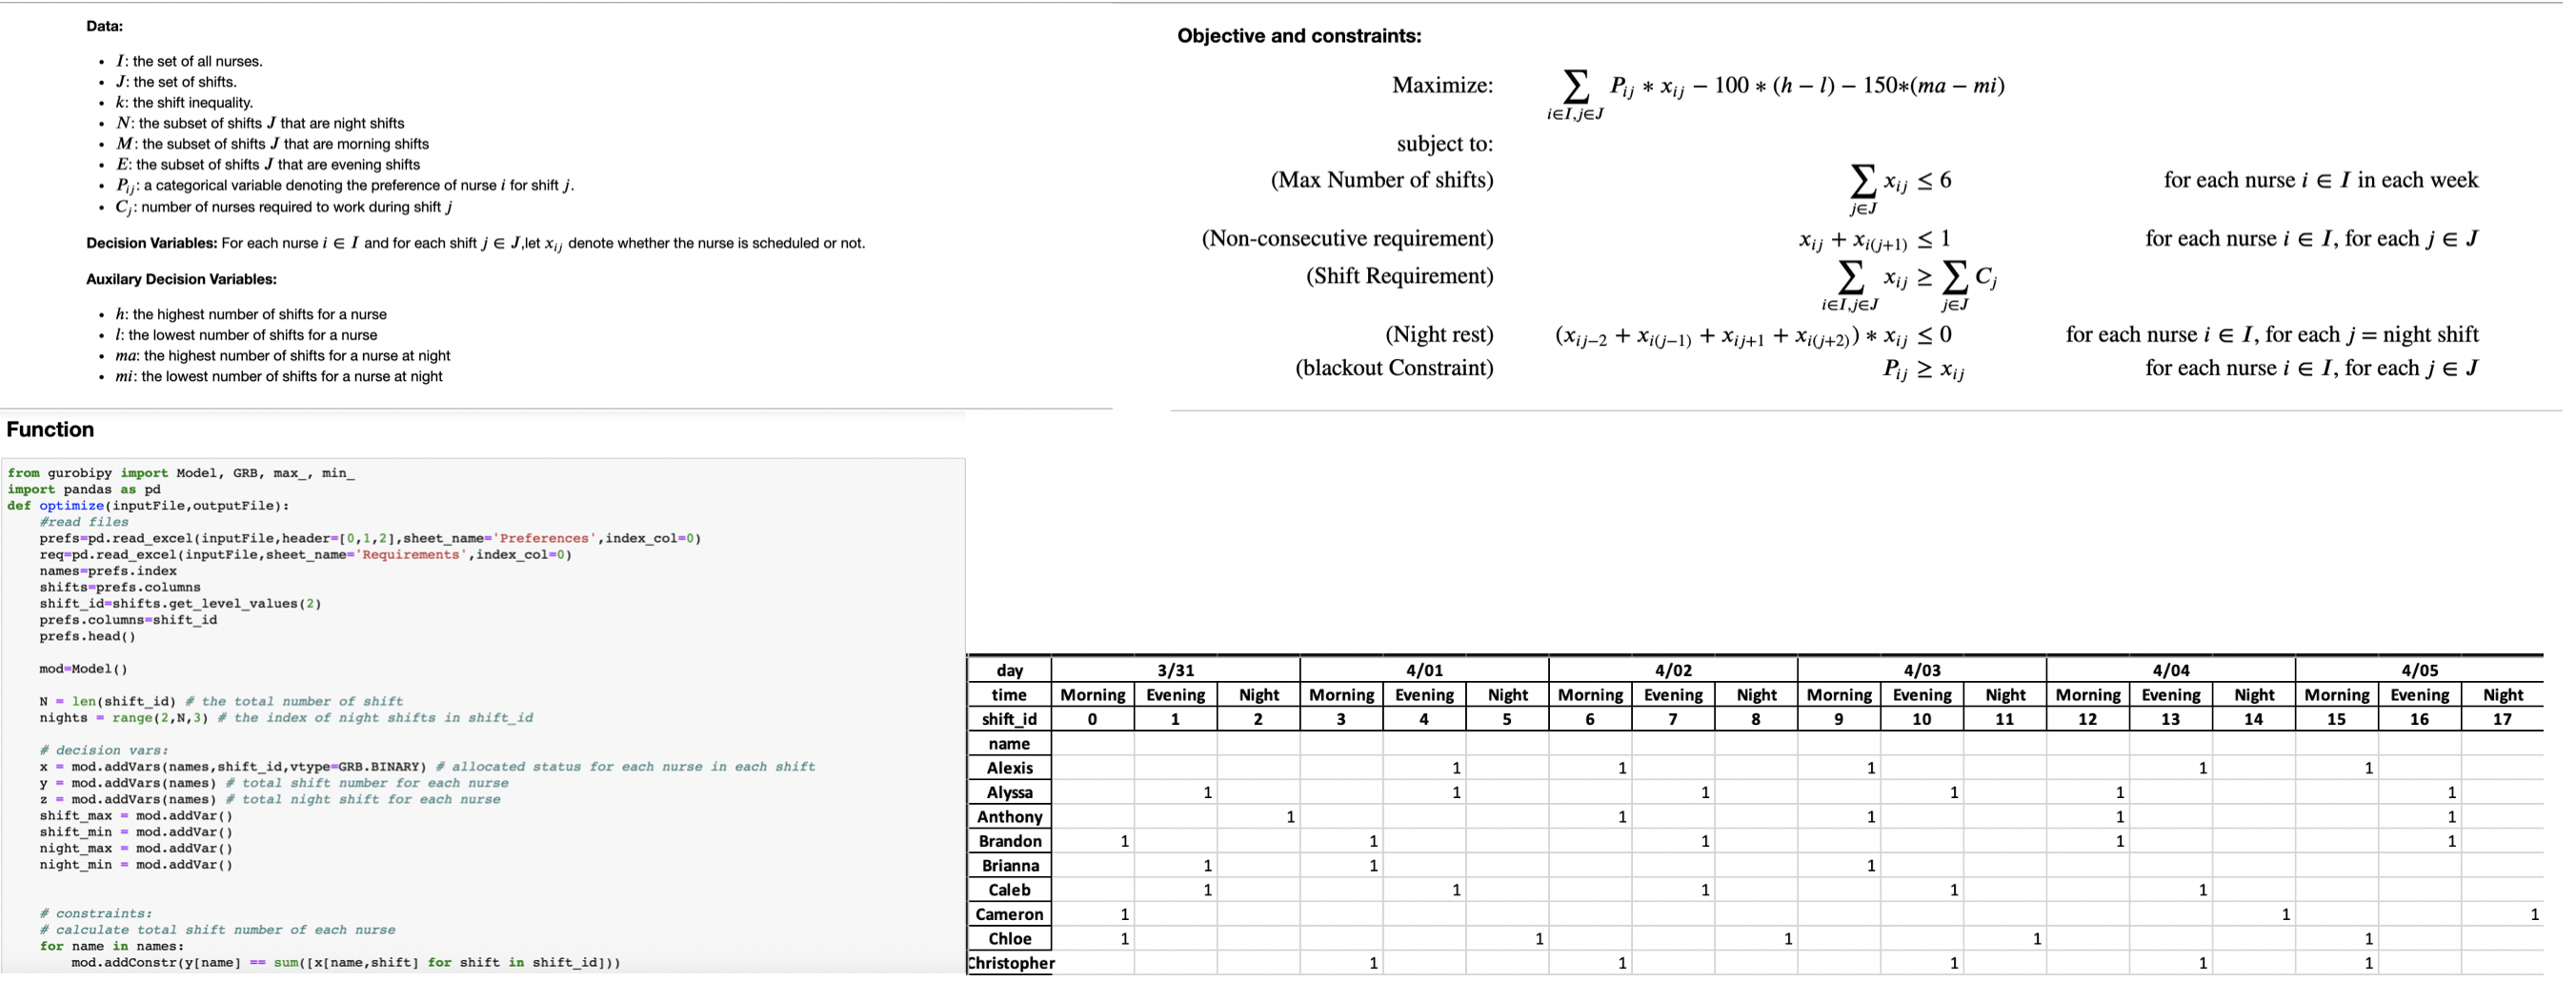 Data:
• I: the set of all nurses.
• J: the set of shifts.
• k: the shift inequality.
• N: the subset of shifts J that are night shifts
• M: the subset of shifts J that are morning shifts
• E: the subset of shifts J that are evening shifts
• P_{ij}: a categorical variable denoting the preference of nurse i for shift j.
• C_j: number of nurses required to work during shift j
Decision Variables: For each nurse i ∈ I and for each shift j ∈ J,let x_{ij} denote whether the nurse is scheduled or not.
Auxilary Decision Variables:
• h: the highest number of shifts for a nurse
• l: the lowest number of shifts for a nurse
• ma: the highest number of shifts for a nurse at night
• mi: the lowest number of shifts for a nurse at night
Objective and constraints:
Maximize: ∑_{i∈I,j∈J} P_{ij} * x_{ij} − 100 * (h − l) − 150*(ma − mi)
subject to:
(Max Number of shifts) ∑_{j∈J} x_{ij} ≤ 6 for each nurse i ∈ I in each week
(Non-consecutive requirement) x_{ij} + x_{i(j+1)} ≤ 1 for each nurse i ∈ I, for each j ∈ J
(Shift Requirement) ∑_{i∈I,j∈J} x_{ij} ≥ ∑_{j∈J} C_j
(Night rest) (x_{ij−2} + x_{i(j−1)} + x_{ij+1} + x_{i(j+2)}) * x_{ij} ≤ 0 for each nurse i ∈ I, for each j = night shift
(blackout Constraint) P_{ij} ≥ x_{ij} for each nurse i ∈ I, for each j ∈ J
Function
from gurobipy import Model, GRB, max_, min_
import pandas as pd
def optimize(inputFile,outputFile):
    #read files
    prefs=pd.read_excel(inputFile,header=[0,1,2],sheet_name='Preferences',index_col=0)
    req=pd.read_excel(inputFile,sheet_name='Requirements',index_col=0)
    names=prefs.index
    shifts=prefs.columns
    shift_id=shifts.get_level_values(2)
    prefs.columns=shift_id
    prefs.head()
    mod=Model()
    N = len(shift_id) # the total number of shift
    nights = range(2,N,3) # the index of night shifts in shift_id
    # decision vars:
    x = mod.addVars(names,shift_id,vtype=GRB.BINARY) # allocated status for each nurse in each shift
    y = mod.addVars(names) # total shift number for each nurse
    z = mod.addVars(names) # total night shift for each nurse
    shift_max = mod.addVar()
    shift_min = mod.addVar()
    night_max = mod.addVar()
    night_min = mod.addVar()
    # constraints:
    # calculate total shift number of each nurse
    for name in names:
        mod.addConstr(y[name] == sum([x[name,shift] for shift in shift_id]))
day 3/31 4/01 4/02 4/03 4/04 4/05
time Morning Evening Night Morning Evening Night Morning Evening Night Morning Evening Night Morning Evening Night Morning Evening Night
shift_id 0 1 2 3 4 5 6 7 8 9 10 11 12 13 14 15 16 17
name
Alexis 1 1 1 1 1
Alyssa 1 1 1 1 1 1
Anthony 1 1 1 1 1
Brandon 1 1 1 1 1
Brianna 1 1 1
Caleb 1 1 1 1 1
Cameron 1 1 1
Chloe 1 1 1 1 1
Christopher 1 1 1 1 1